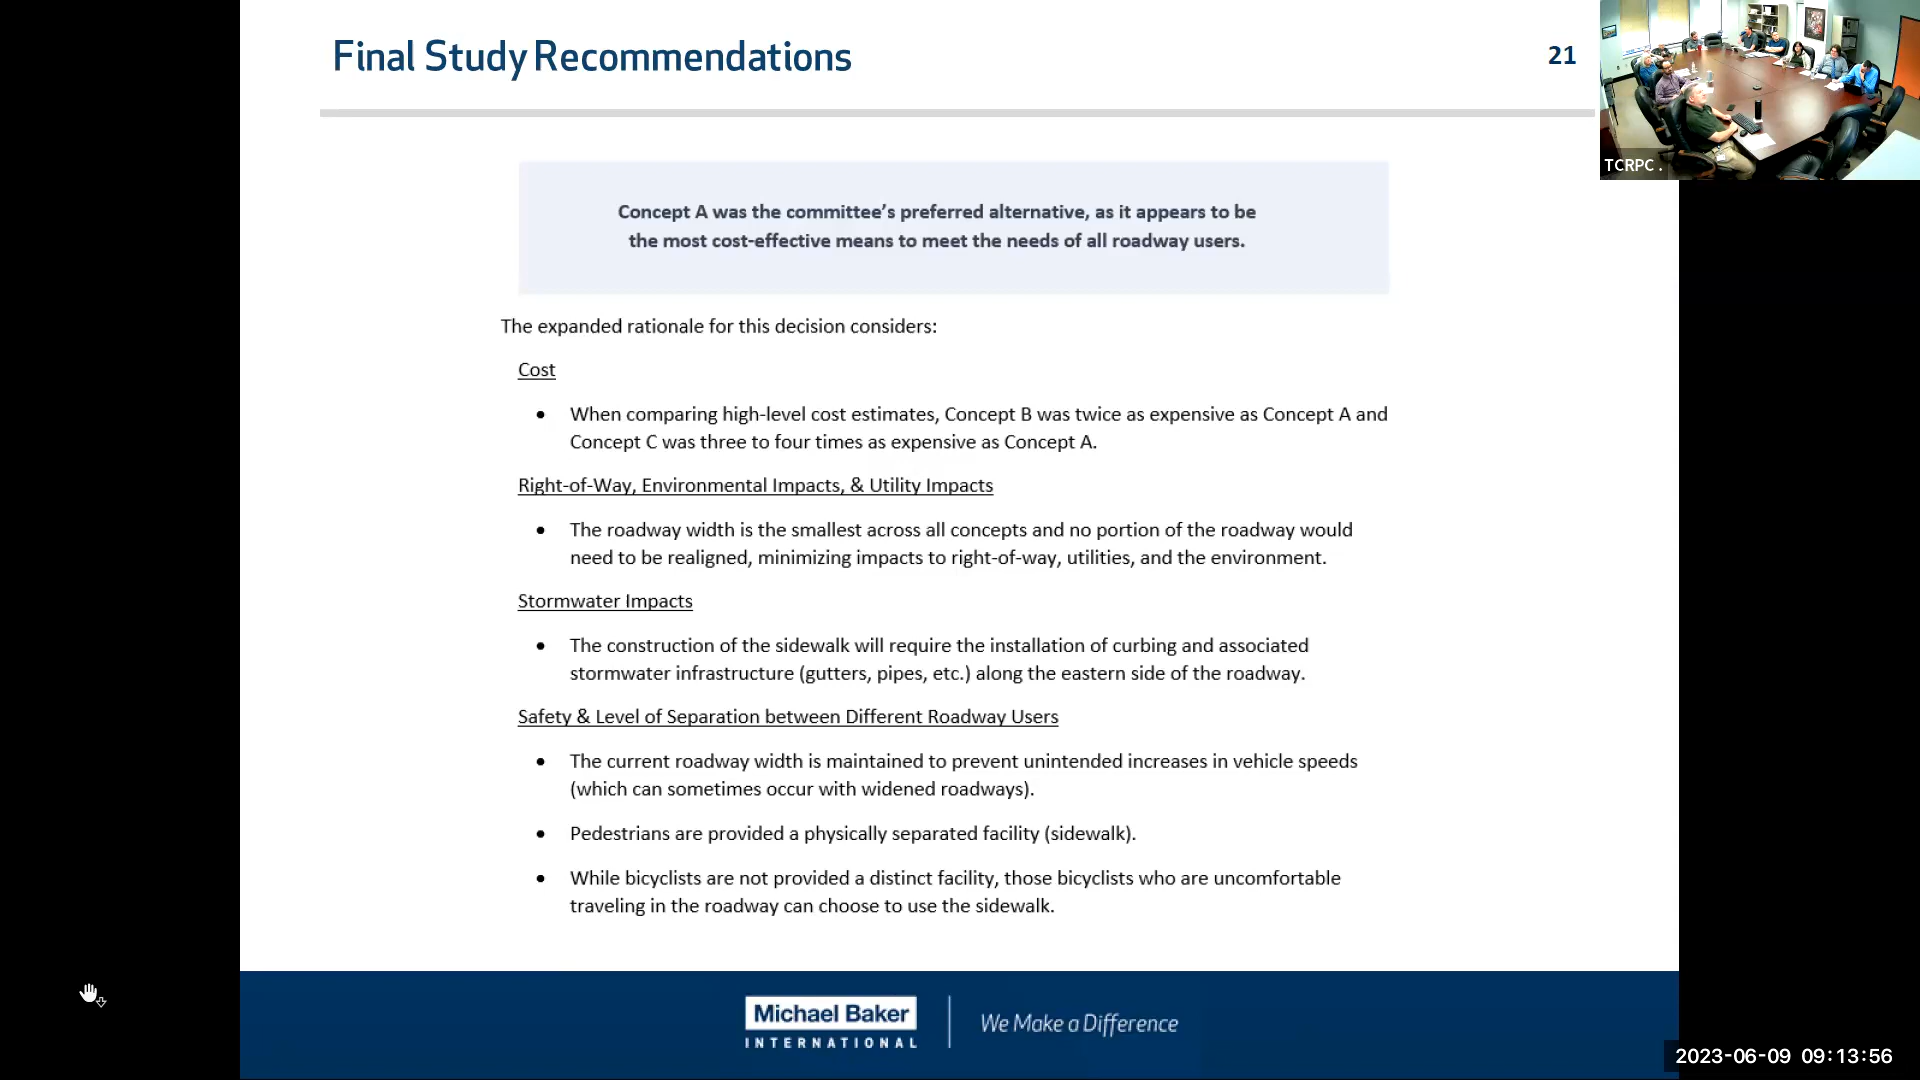 Final Study Recommendations
21
TCRPC .
Concept A was the committee's preferred alternative, as it appears to be
the most cost-effective means to meet the needs of all roadway users.
The expanded rationale for this decision considers:
Cost
• When comparing high-level cost estimates, Concept B was twice as expensive as Concept A and
Concept C was three to four times as expensive as Concept A.
Right-of-Way, Environmental Impacts, & Utility Impacts
• The roadway width is the smallest across all concepts and no portion of the roadway would
need to be realigned, minimizing impacts to right-of-way, utilities, and the environment.
Stormwater Impacts
• The construction of the sidewalk will require the installation of curbing and associated
stormwater infrastructure (gutters, pipes, etc.) along the eastern side of the roadway.
Safety & Level of Separation between Different Roadway Users
• The current roadway width is maintained to prevent unintended increases in vehicle speeds
(which can sometimes occur with widened roadways).
• Pedestrians are provided a physically separated facility (sidewalk).
• While bicyclists are not provided a distinct facility, those bicyclists who are uncomfortable
traveling in the roadway can choose to use the sidewalk.
Michael Baker
INTERNATIONAL
We Make a Difference
2023-06-09 09:13:56